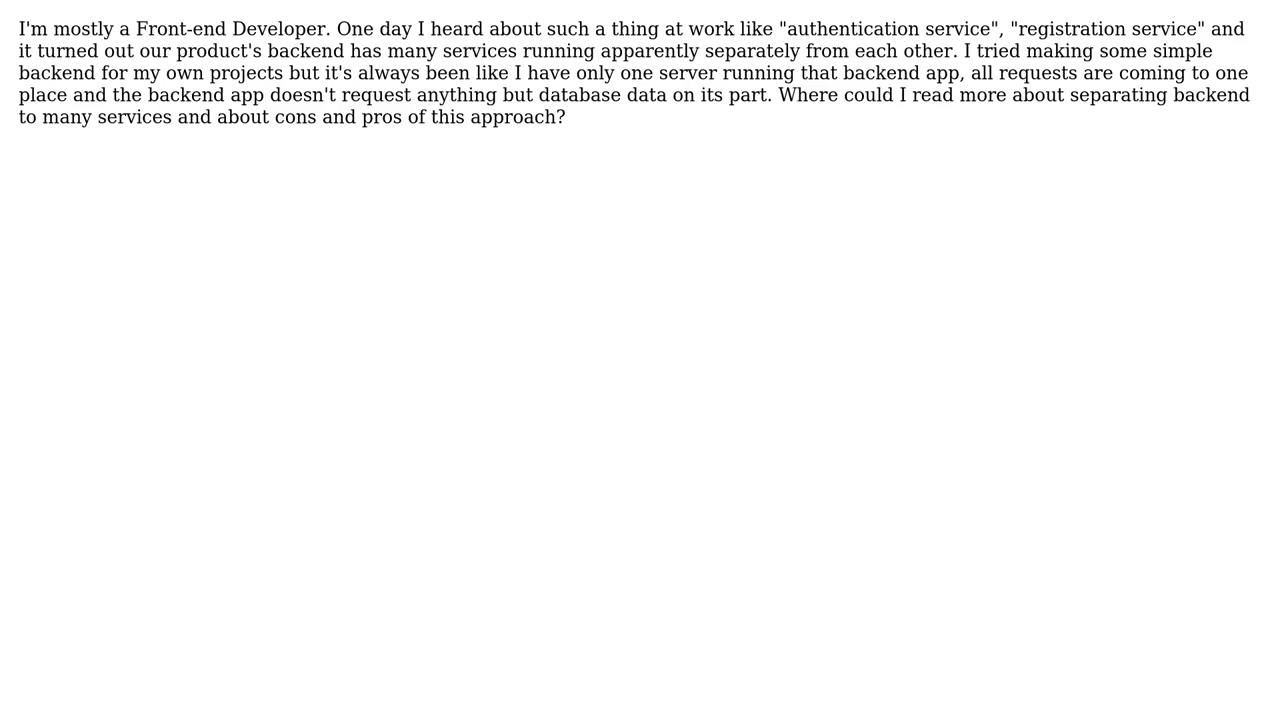 I'm mostly a Front-end Developer. One day I heard about such a thing at work like "authentication service", "registration service" and
it turned out our product's backend has many services running apparently separately from each other. I tried making some simple
backend for my own projects but it's always been like I have only one server running that backend app, all requests are coming to one
place and the backend app doesn't request anything but database data on its part. Where could I read more about separating backend
to many services and about cons and pros of this approach?